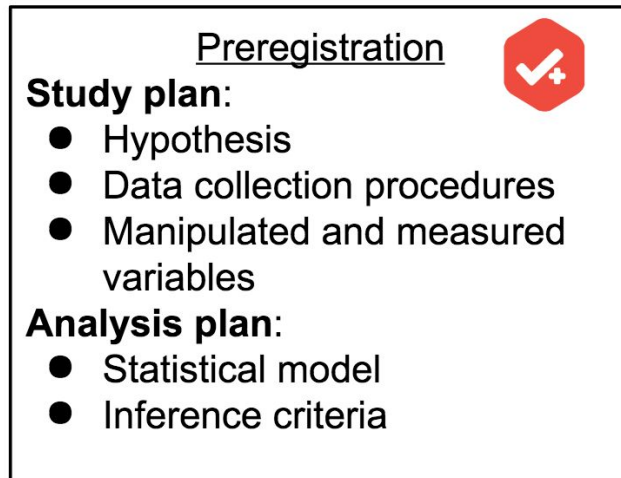 Preregistration
Study plan:
● Hypothesis
● Data collection procedures
● Manipulated and measured
variables
Analysis plan:
● Statistical model
● Inference criteria